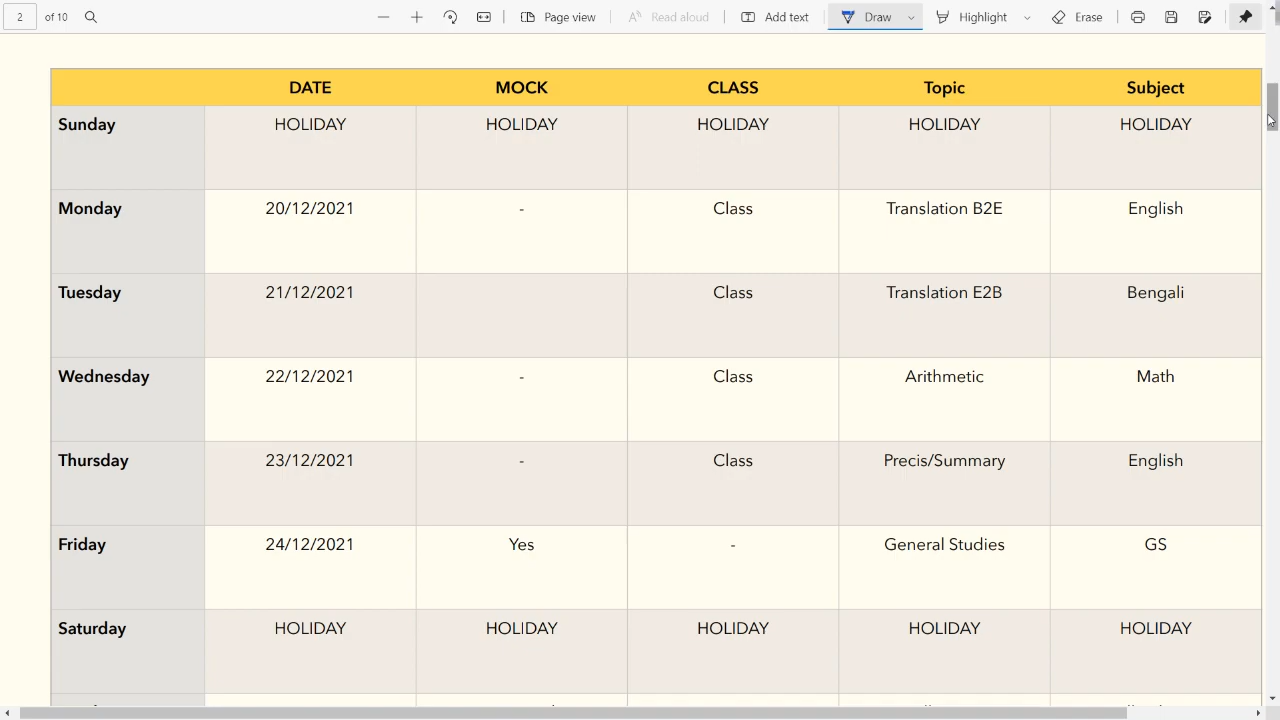 2 of 10 Page view Read aloud Add text Draw Highlight Erase
DATE MOCK CLASS Topic Subject
Sunday HOLIDAY HOLIDAY HOLIDAY HOLIDAY HOLIDAY
Monday 20/12/2021 - Class Translation B2E English
Tuesday 21/12/2021 Class Translation E2B Bengali
Wednesday 22/12/2021 - Class Arithmetic Math
Thursday 23/12/2021 - Class Precis/Summary English
Friday 24/12/2021 Yes - General Studies GS
Saturday HOLIDAY HOLIDAY HOLIDAY HOLIDAY HOLIDAY